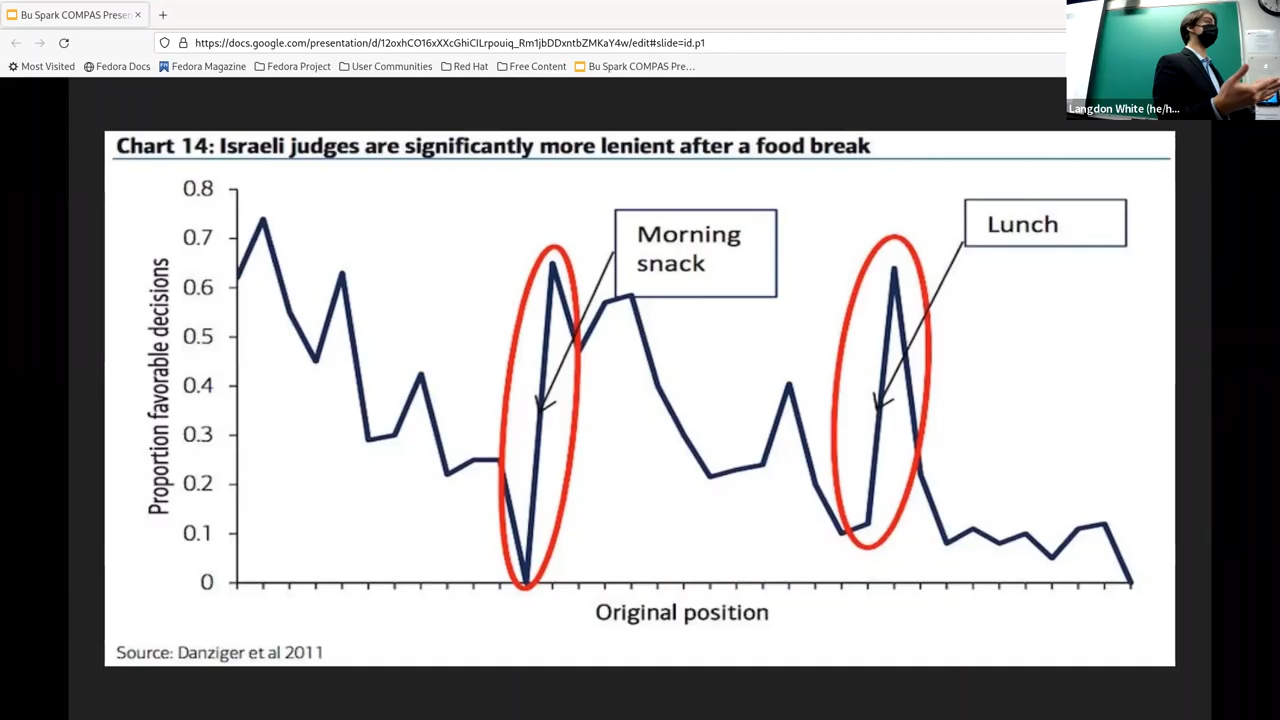 Bu Spark COMPAS Presen
https://docs.google.com/presentation/d/12oxhCO16xXXcGhiCILrpouiq_Rm1jbDDxntbZMKaY4w/edit#slide=id.p1
Most Visited Fedora Docs Fedora Magazine Fedora Project User Communities Red Hat Free Content Bu Spark COMPAS Pre...
Langdon White (he/h...
Chart 14: Israeli judges are significantly more lenient after a food break
Proportion favorable decisions
0.8
0.7
0.6
0.5
0.4
0.3
0.2
0.1
0
Morning
snack
Lunch
Original position
Source: Danziger et al 2011